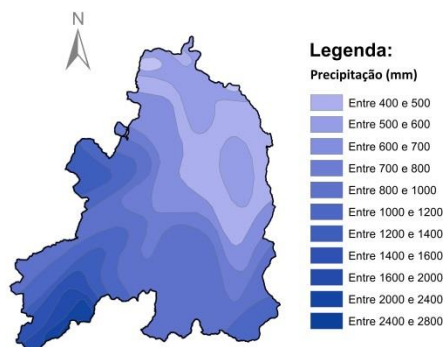 N
Legenda:
Precipitação (mm)
Entre 400 e 500
Entre 500 e 600
Entre 600 e 700
Entre 700 e 800
Entre 800 e 1000
Entre 1000 e 1200
Entre 1200 e 1400
Entre 1400 e 1600
Entre 1600 e 2000
Entre 2000 e 2400
Entre 2400 e 2800